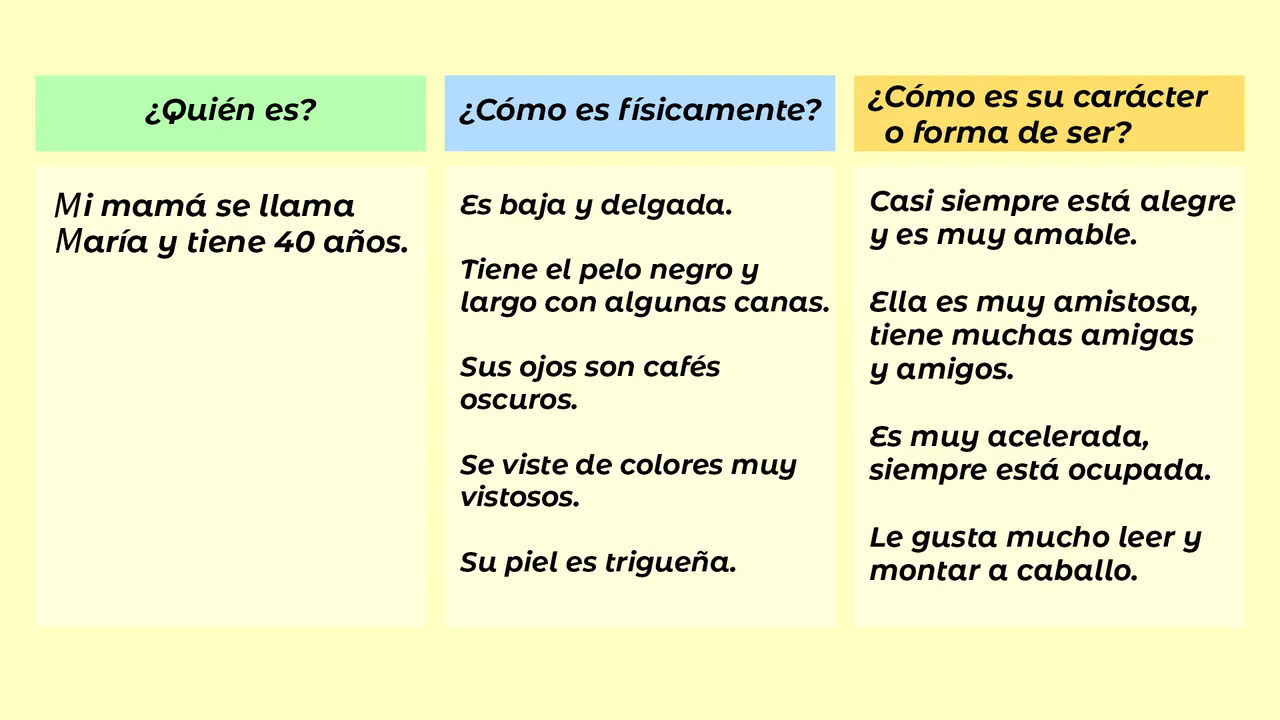 ¿Quién es?
Mi mamá se llama
María y tiene 40 años.
¿Cómo es físicamente?
Es baja y delgada.
Tiene el pelo negro y
largo con algunas canas.
Sus ojos son cafés
oscuros.
Se viste de colores muy
vistosos.
Su piel es trigueña.
¿Cómo es su carácter
o forma de ser?
Casi siempre está alegre
y es muy amable.
Ella es muy amistosa,
tiene muchas amigas
y amigos.
Es muy acelerada,
siempre está ocupada.
Le gusta mucho leer y
montar a caballo.